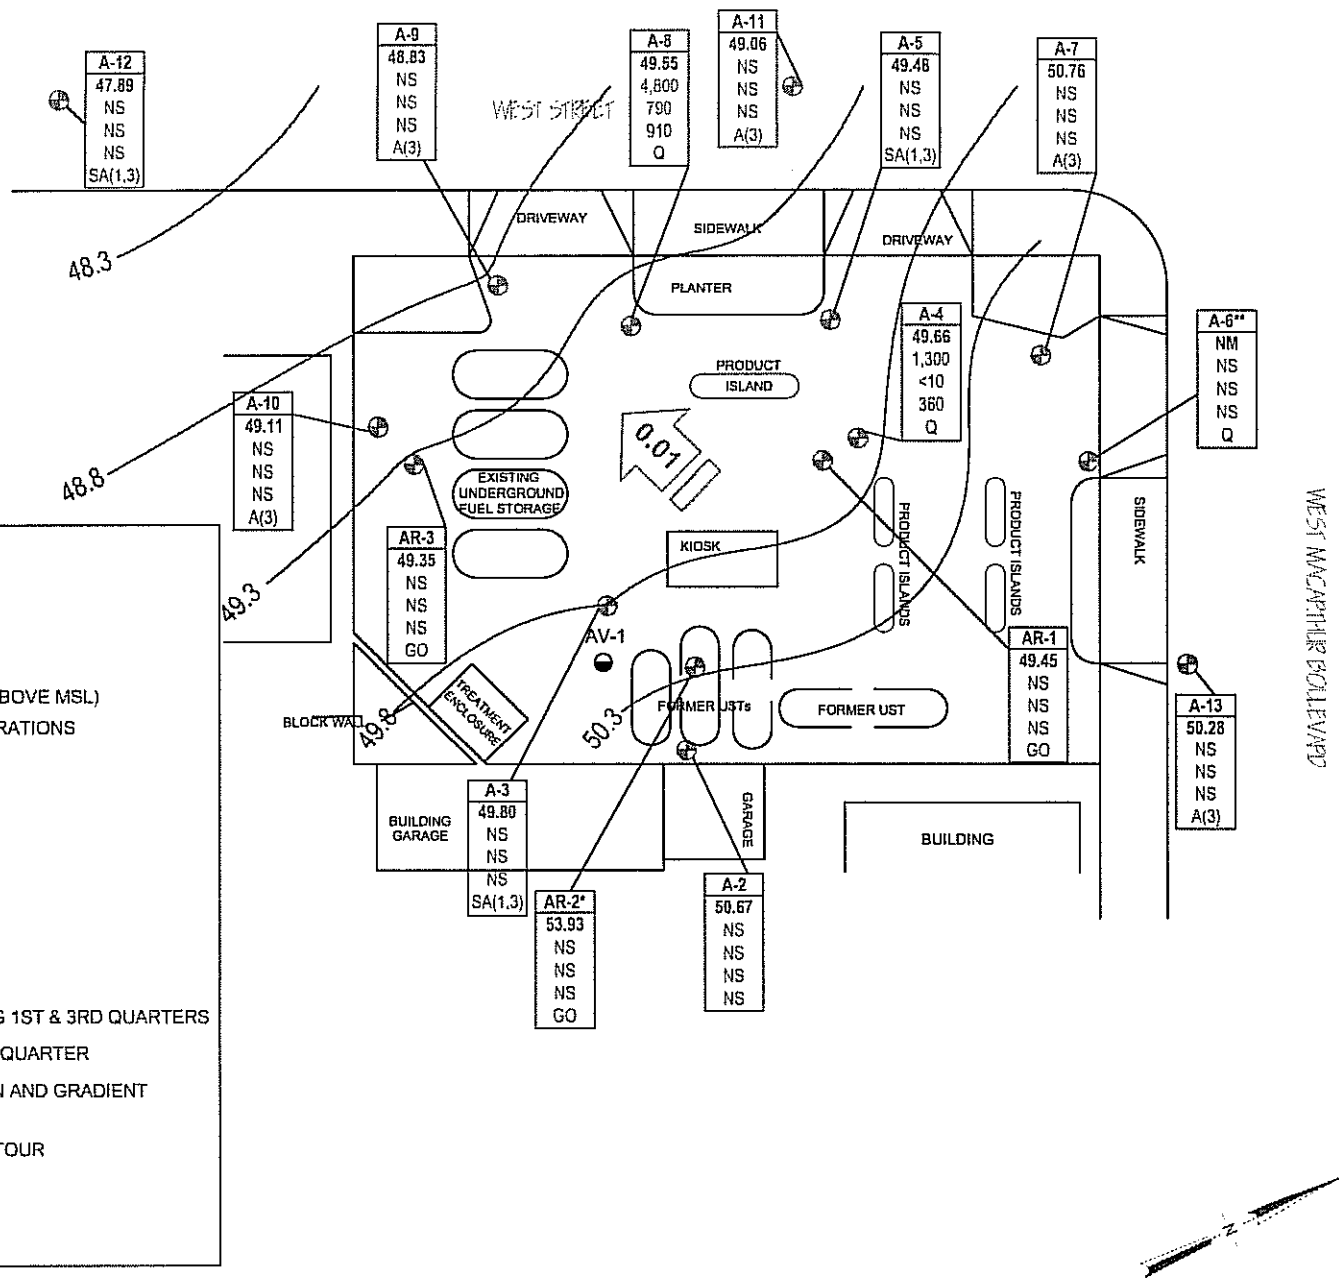 A-12
47.89
NS
NS
NS
SA(1,3)
A-9
48.83
NS
NS
NS
A(3)
WEST STREET
A-8
49.55
4,800
790
910
Q
A-11
49.06
NS
NS
NS
A(3)
A-5
49.48
NS
NS
NS
SA(1,3)
A-7
50.76
NS
NS
NS
A(3)
DRIVEWAY
SIDEWALK
DRIVEWAY
PLANTER
48.3
A-4
49.66
1,300
<10
360
Q
A-6**
NM
NS
NS
NS
Q
PRODUCT
ISLAND
A-10
49.11
NS
NS
NS
A(3)
0.01
48.8
EXISTING
UNDERGROUND
FUEL STORAGE
PRODUCT ISLANDS
PRODUCT ISLANDS
SIDEWALK
WEST MACARTHUR BOULEVARD
AR-3
49.35
NS
NS
NS
GO
KIOSK
49.3
AV-1
AR-1
49.45
NS
NS
NS
GO
TREATMENT
ENCLOSURE
FORMER USTs
FORMER UST
BLOCK WALL
49.8
50.3
A-13
50.28
NS
NS
NS
A(3)
A-3
49.80
NS
NS
NS
SA(1,3)
BUILDING
GARAGE
GARAGE
BUILDING
AR-2*
53.93
NS
NS
NS
GO
A-2
50.67
NS
NS
NS
NS
BOVE MSL)
RATIONS
G 1ST & 3RD QUARTERS
QUARTER
N AND GRADIENT
TOUR
N